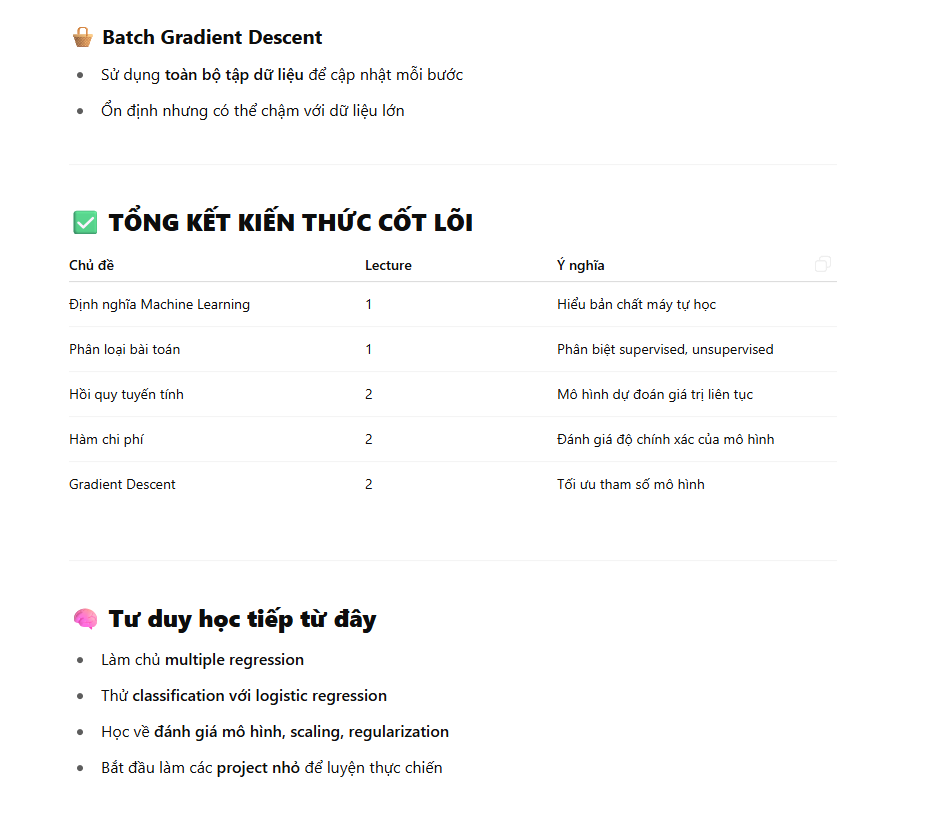 Batch Gradient Descent
Sử dụng toàn bộ tập dữ liệu để cập nhật mỗi bước
Ổn định nhưng có thể chậm với dữ liệu lớn
TỔNG KẾT KIẾN THỨC CỐT LÕI
Chủ đề Lecture Ý nghĩa
Định nghĩa Machine Learning 1 Hiểu bản chất máy tự học
Phân loại bài toán 1 Phân biệt supervised, unsupervised
Hồi quy tuyến tính 2 Mô hình dự đoán giá trị liên tục
Hàm chi phí 2 Đánh giá độ chính xác của mô hình
Gradient Descent 2 Tối ưu tham số mô hình
Tư duy học tiếp từ đây
Làm chủ multiple regression
Thử classification với logistic regression
Học về đánh giá mô hình, scaling, regularization
Bắt đầu làm các project nhỏ để luyện thực chiến